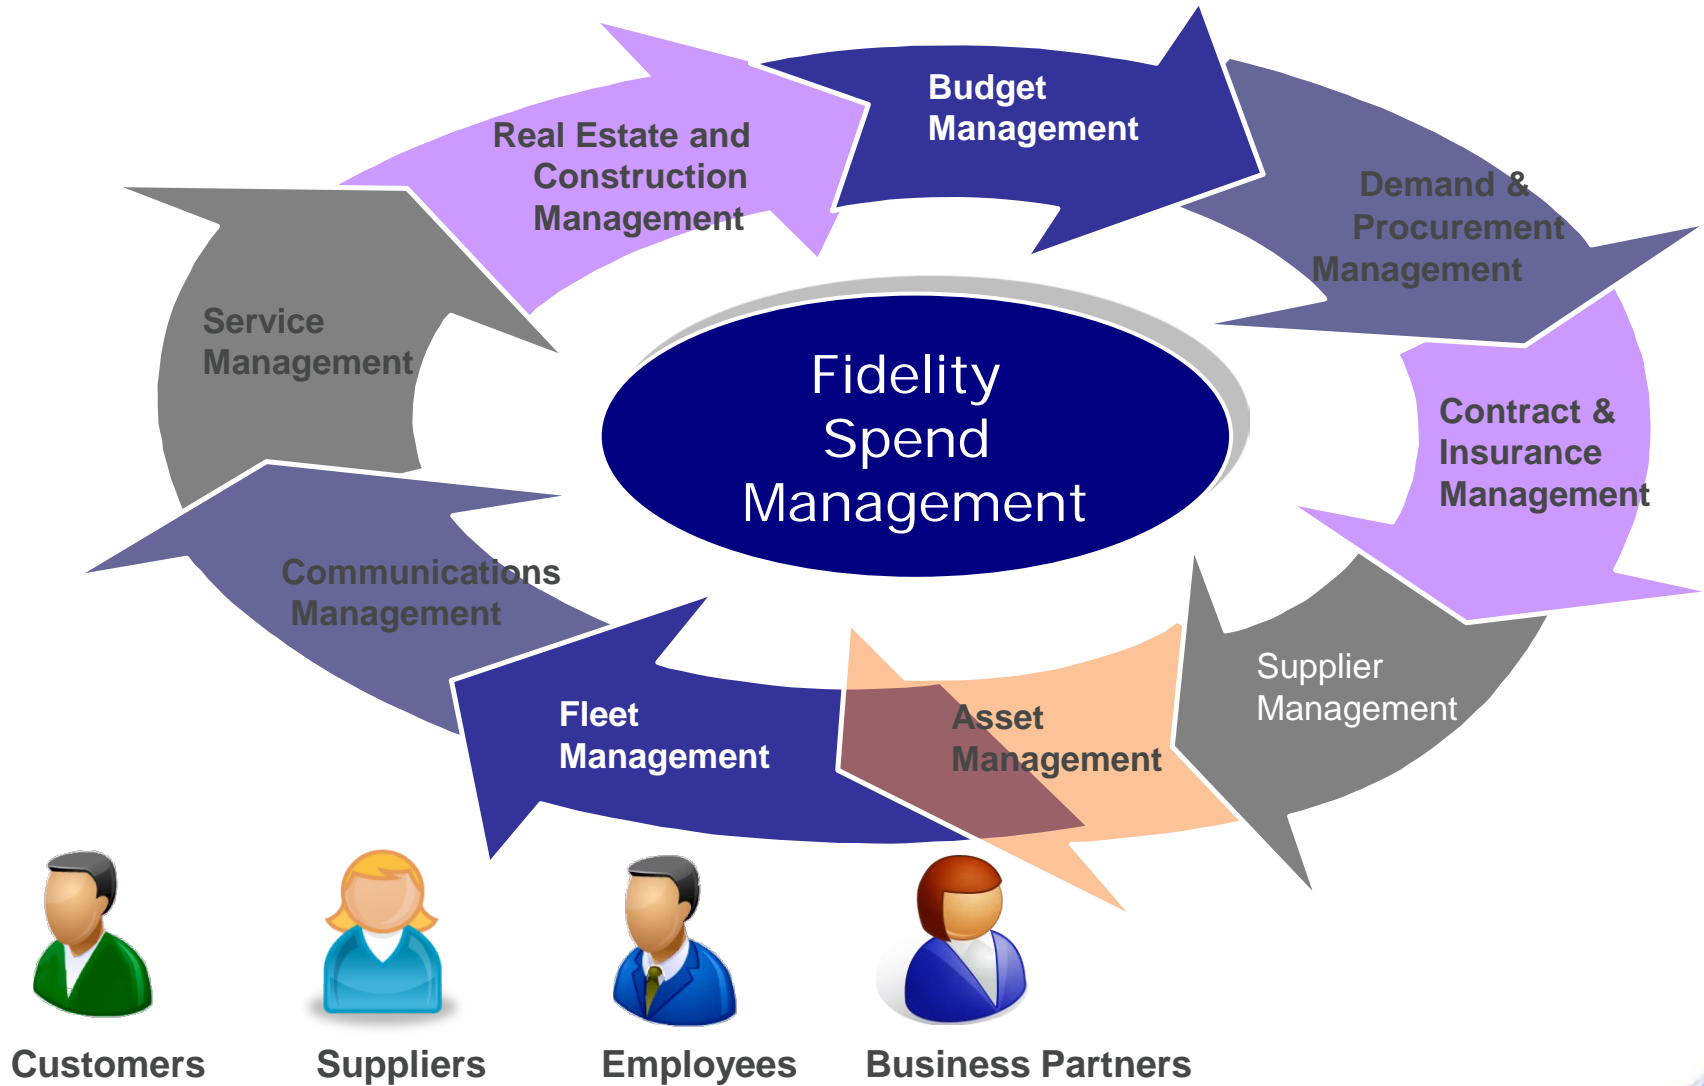 Budget
Management
Real Estate and
Construction
Management
Demand &
Procurement
Management
Service
Management
Fidelity
Spend
Management
Contract &
Insurance
Management
Communications
Management
Supplier
Management
Fleet
Management
Asset
Management
Customers
Suppliers
Employees
Business Partners